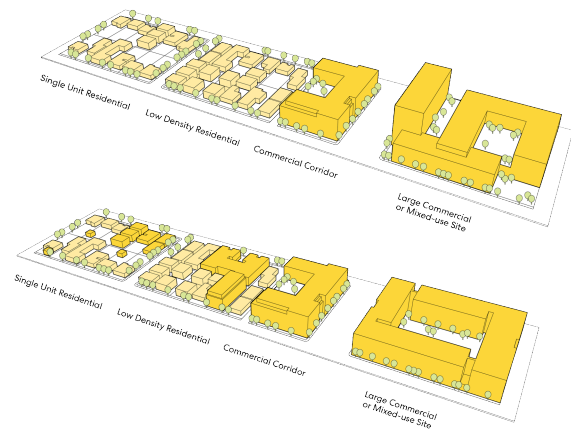 Single Unit Residential
Low Density Residential
Commercial Corridor
Large Commercial
or Mixed-use Site
Single Unit Residential
Low Density Residential
Commercial Corridor
Large Commercial
or Mixed-use Site